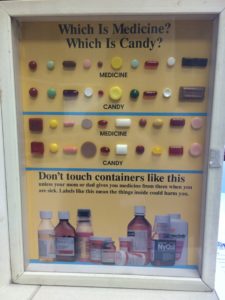 Which Is Medicine?
Which Is Candy?
MEDICINE
CANDY
MEDICINE
CANDY
Don't touch containers like this
unless your mom or dad gives you medicine from them when you
are sick. Labels like this mean the things inside could harm you.
NyQuil